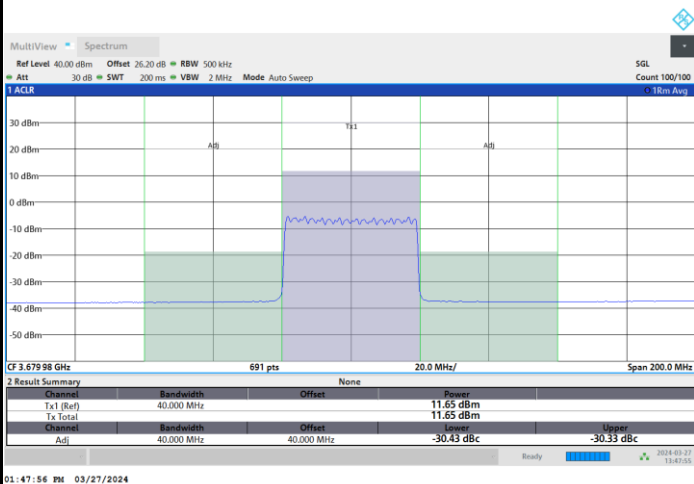 MultiView Spectrum
Ref Level 40.00 dBm Offset 26.20 dB RBW 500 kHz SGL
Att 30 dB SWT 200 ms VBW 2 MHz Mode Auto Sweep Count 100/100
1 ACLR 1Rm Avg
30 dBm
Tx1
20 dBm
Adj Adj
10 dBm
0 dBm
-10 dBm
-20 dBm
-30 dBm
-40 dBm
-50 dBm
CF 3.67998 GHz 691 pts 20.0 MHz/ Span 200.0 MHz
2 Result Summary None
Channel Bandwidth Offset Power
Tx1 (Ref) 40.000 MHz 11.65 dBm
Tx Total 11.65 dBm
Channel Bandwidth Offset Lower Upper
Adj 40.000 MHz 40.000 MHz -30.43 dBc -30.33 dBc
Ready 2024-03-27
13:47:55
01:47:56 PM 03/27/2024